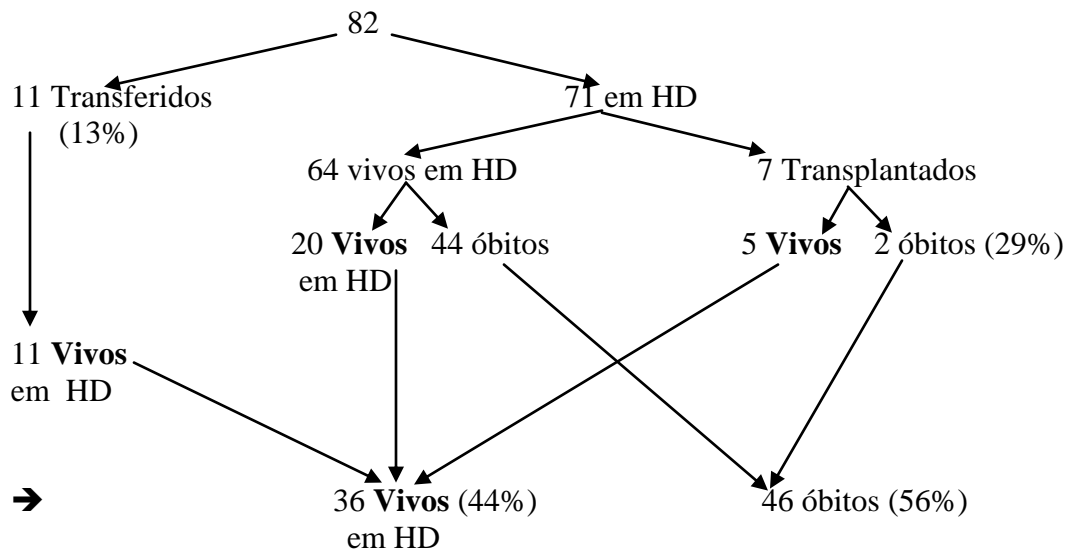 82
11 Transferidos
(13%)
71 em HD
64 vivos em HD
7 Transplantados
20 Vivos
em HD
44 óbitos
5 Vivos
2 óbitos (29%)
11 Vivos
em HD
36 Vivos (44%)
em HD
46 óbitos (56%)